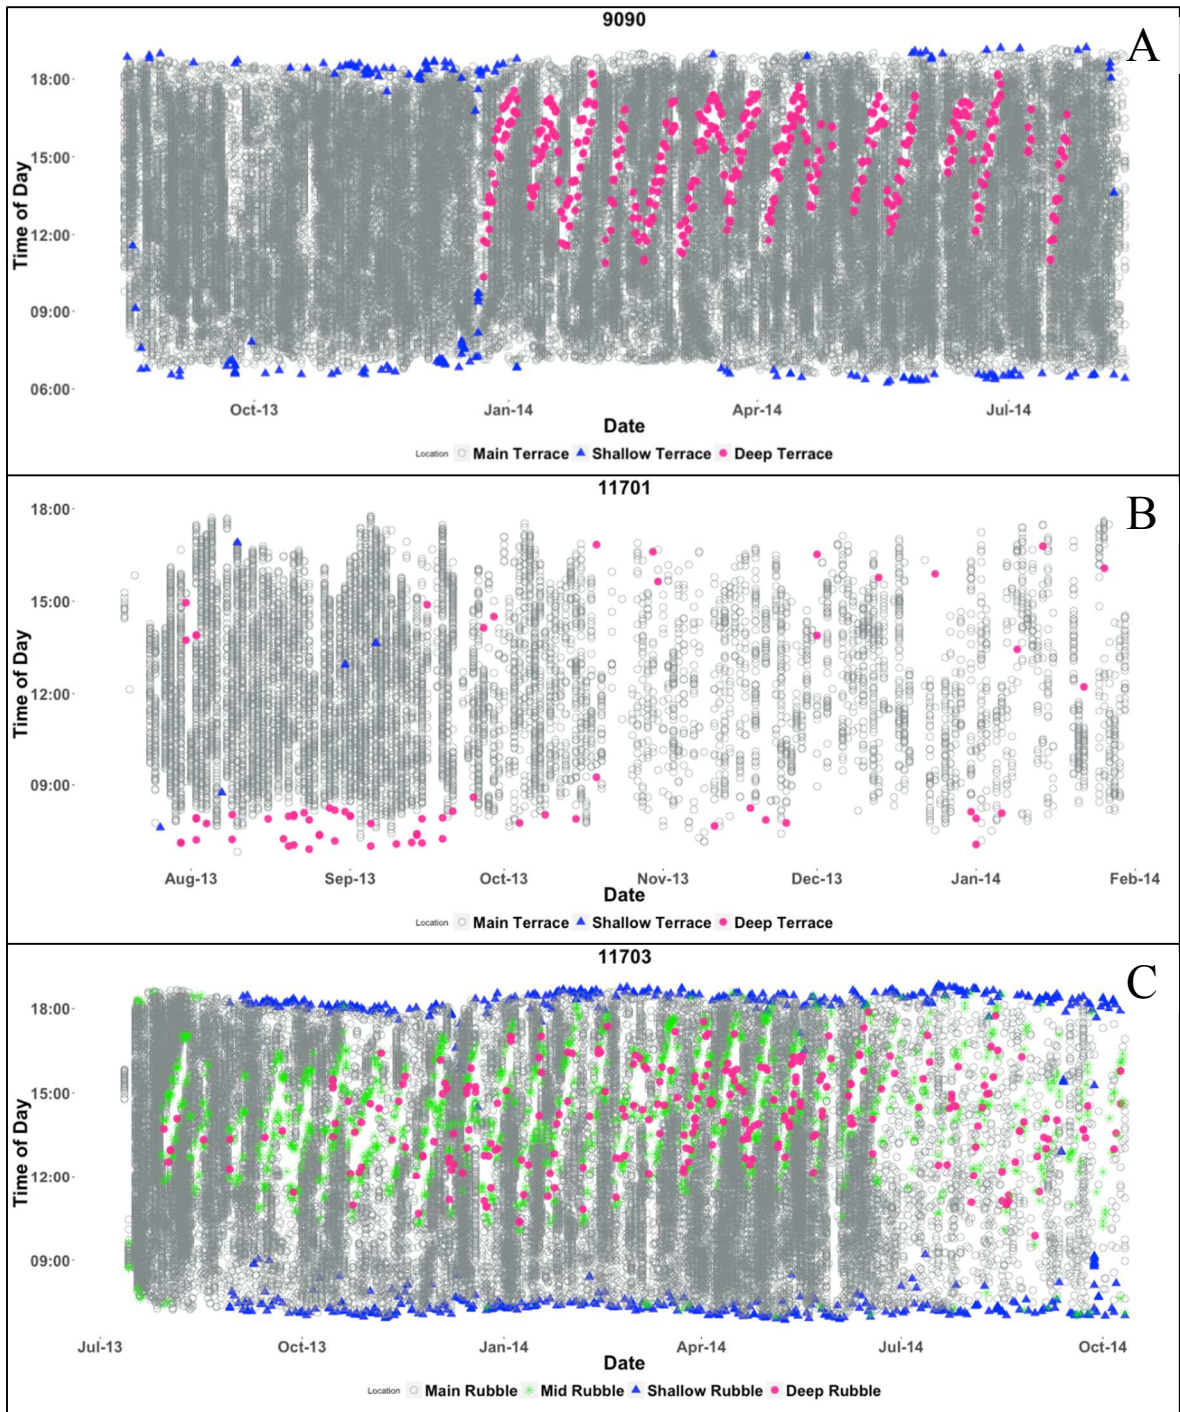 9090
A
18:00
15:00
12:00
09:00
06:00
Time of Day
Oct-13 Jan-14 Apr-14 Jul-14
Date
Location Main Terrace Shallow Terrace Deep Terrace
11701
B
18:00
15:00
12:00
09:00
Time of Day
Aug-13 Sep-13 Oct-13 Nov-13 Dec-13 Jan-14 Feb-14
Date
Location Main Terrace Shallow Terrace Deep Terrace
11703
C
18:00
15:00
12:00
09:00
Time of Day
Jul-13 Oct-13 Jan-14 Apr-14 Jul-14 Oct-14
Date
Location Main Rubble Mid Rubble Shallow Rubble Deep Rubble